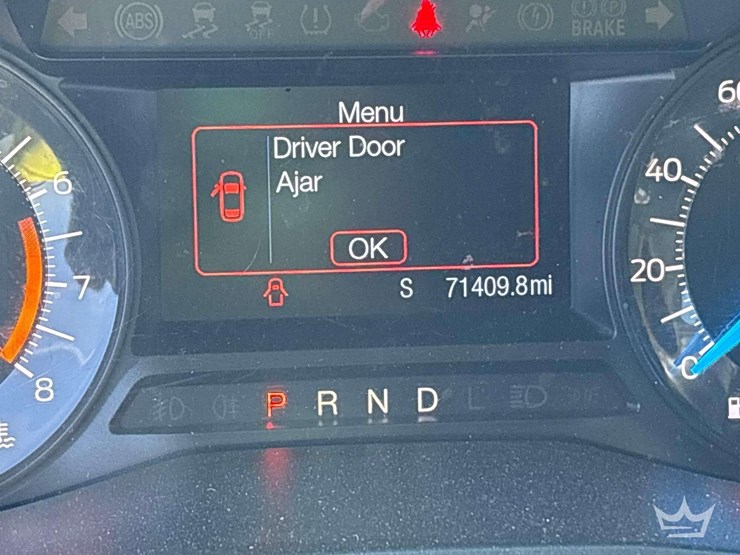 ABS
OFF
BRAKE
Menu
Driver Door
Ajar
OK
S 71409.8mi
6
7
8
60
40
20
0
P R N D L